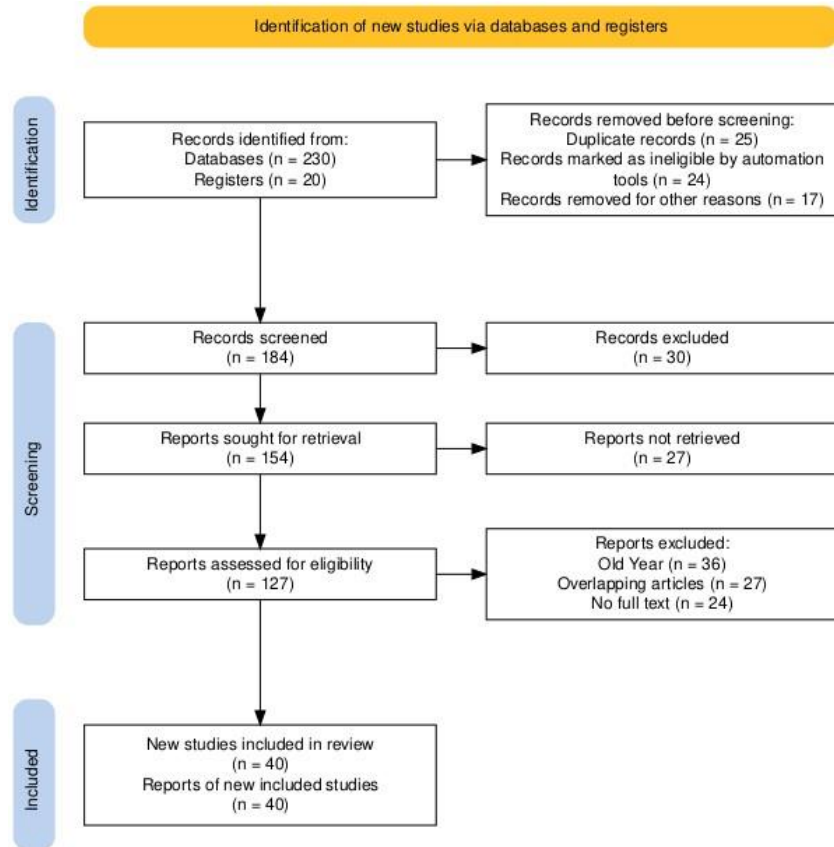 Identification of new studies via databases and registers
Identification
Records identified from:
Databases (n = 230)
Registers (n = 20)
Records removed before screening:
Duplicate records (n = 25)
Records marked as ineligible by automation
tools (n = 24)
Records removed for other reasons (n = 17)
Screening
Records screened
(n = 184)
Records excluded
(n = 30)
Reports sought for retrieval
(n = 154)
Reports not retrieved
(n = 27)
Reports assessed for eligibility
(n = 127)
Reports excluded:
Old Year (n = 36)
Overlapping articles (n = 27)
No full text (n = 24)
Included
New studies included in review
(n = 40)
Reports of new included studies
(n = 40)